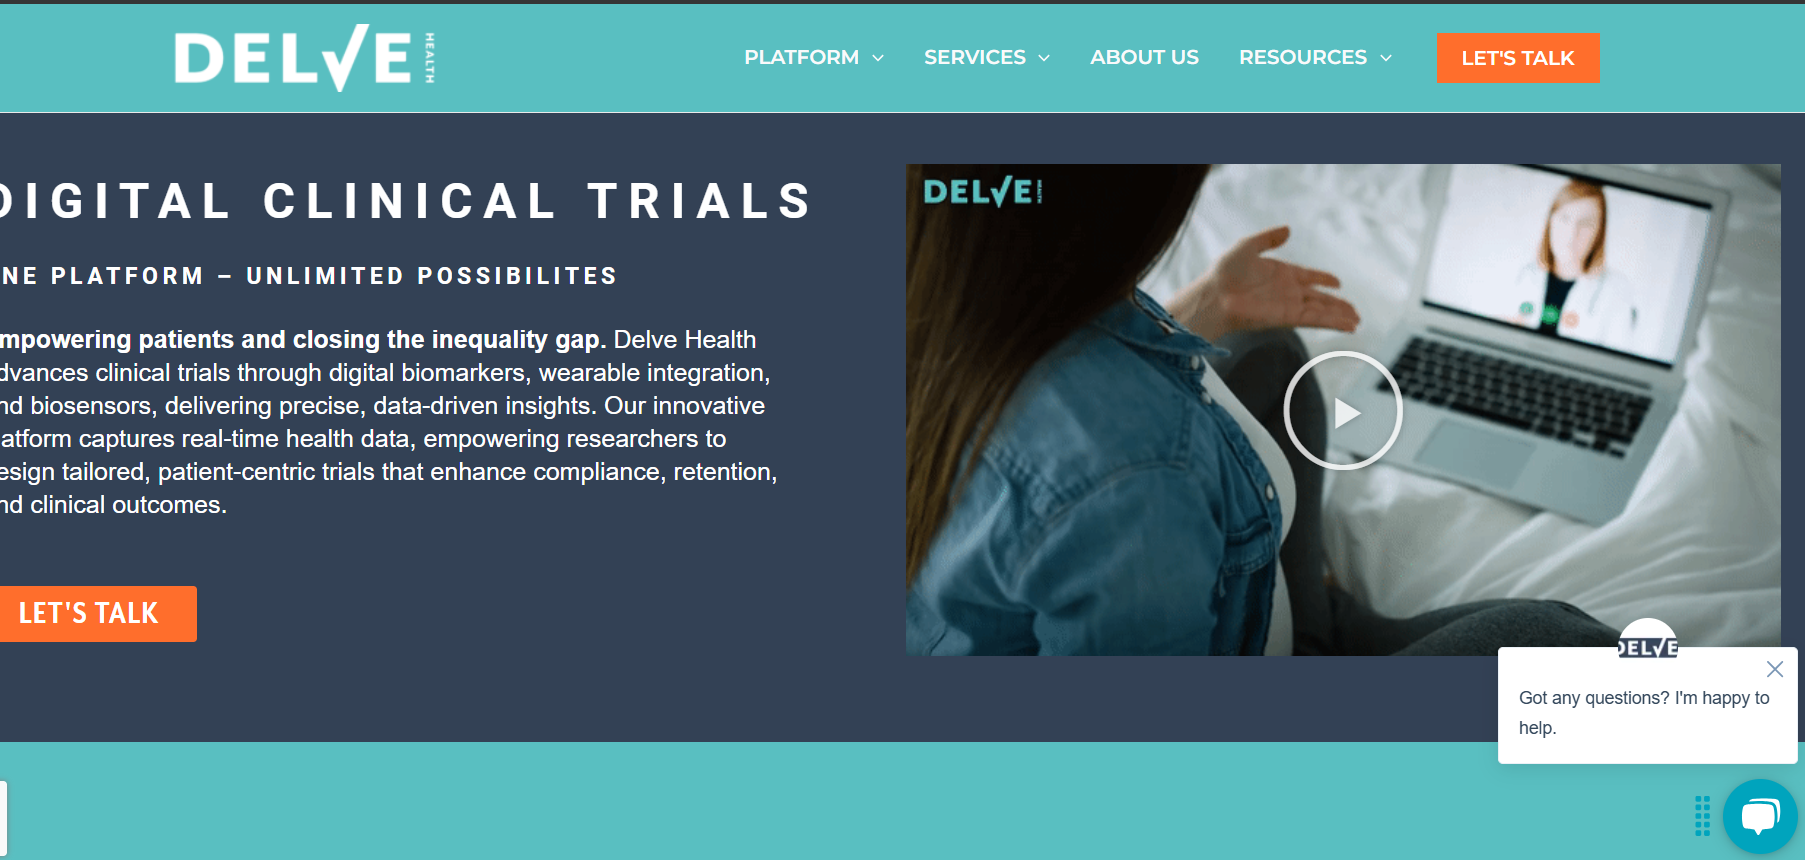 DELVE HEALTH
PLATFORM
SERVICES
ABOUT US
RESOURCES
LET'S TALK
DIGITAL CLINICAL TRIALS
NE PLATFORM – UNLIMITED POSSIBILITES
mpowering patients and closing the inequality gap. Delve Health
dvances clinical trials through digital biomarkers, wearable integration,
nd biosensors, delivering precise, data-driven insights. Our innovative
latform captures real-time health data, empowering researchers to
esign tailored, patient-centric trials that enhance compliance, retention,
nd clinical outcomes.
LET'S TALK
DELVE HEALTH
DELVE
Got any questions? I'm happy to
help.